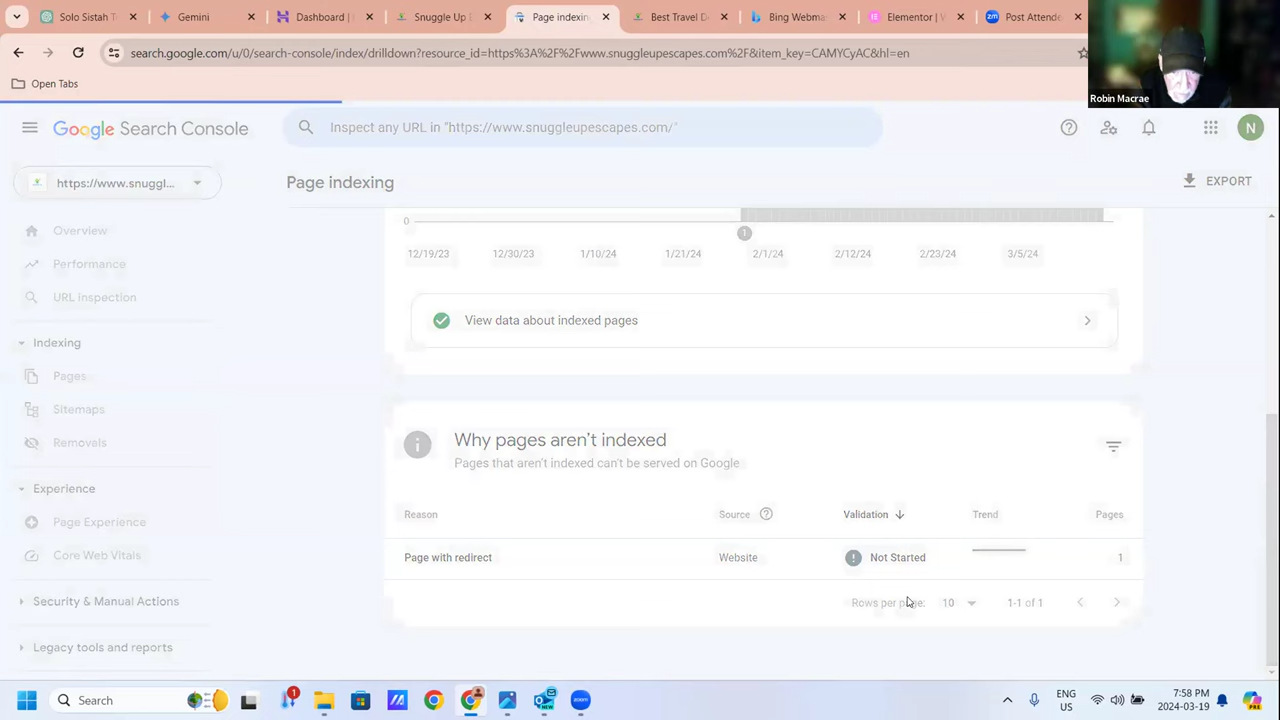 Solo Sistah T
Gemini
Dashboard |
Snuggle Up E
Page indexin
Best Travel D
Bing Webma
Elementor | V
Post Attende
search.google.com/u/0/search-console/index/drilldown?resource_id=https%3A%2F%2Fwww.snuggleupescapes.com%2F&item_key=CAMYCyAC&hl=en
Robin Macrae
Open Tabs
Google Search Console
Inspect any URL in "https://www.snuggleupescapes.com/"
N
https://www.snuggl...
Page indexing
EXPORT
Overview
Performance
URL inspection
Indexing
Pages
Sitemaps
Removals
Experience
Page Experience
Core Web Vitals
Security & Manual Actions
Legacy tools and reports
0
1
12/19/23 12/30/23 1/10/24 1/21/24 2/1/24 2/12/24 2/23/24 3/5/24
View data about indexed pages
Why pages aren't indexed
Pages that aren't indexed can't be served on Google
Reason Source Validation Trend Pages
Page with redirect Website Not Started 1
Rows per page: 10 1-1 of 1
Search
1
ENG
US
7:58 PM
2024-03-19
PRE